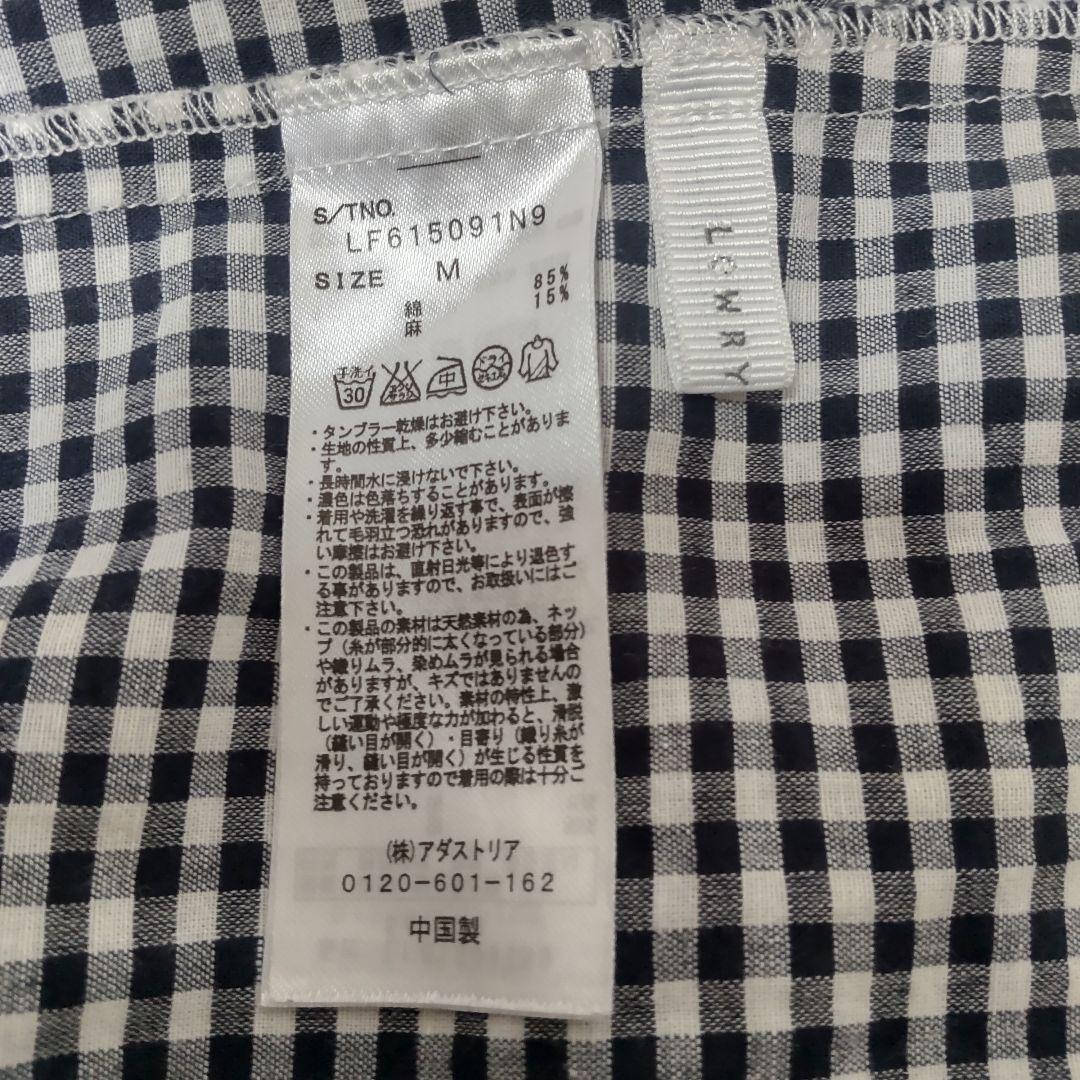 S/TNO.
LF615091N9
SIZE M
綿 85%
麻 15%
手洗イ
30
エンソ サラシ
中
ドライ
セキユ系
・タンブラー乾燥はお避け下さい。
・生地の性質上、多少縮むことがありま
す。
・長時間水に浸けないで下さい。
・濃色は色落ちすることがあります。
・着用や洗濯を繰り返す事で、表面が擦
れて毛羽立つ恐れがありますので、強
い摩擦はお避け下さい。
・この製品は、直射日光等により退色す
る事がありますので、お取扱いにはご
注意下さい。
・この製品の素材は天然素材の為、ネッ
プ（糸が部分的に太くなっている部分）
や織りムラ、染めムラが見られる場合
がありますが、キズではありませんの
でご了承ください。素材の特性上、激
しい運動や極度な力が加わると、滑脱
（縫い目が開く）・目寄り（織り糸が
滑り、縫い目が開く）が生じる性質を
持っておりますので着用の際は十分ご
注意ください。
(株)アダストリア
0120-601-162
中国製
LOWRY